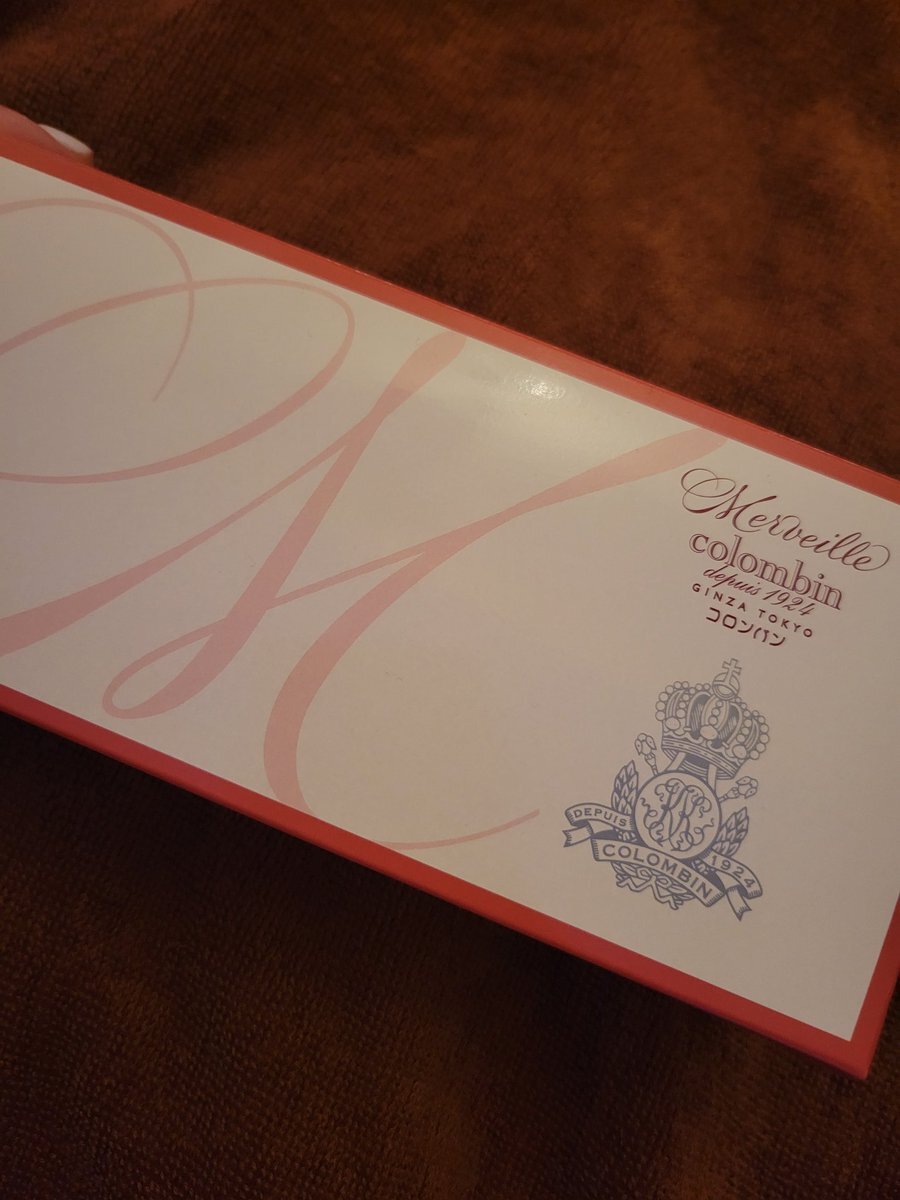 Merveille
colombin
depuis 1924
GINZA TOKYO
コロンバン
DEPUIS
COLOMBIN
1924